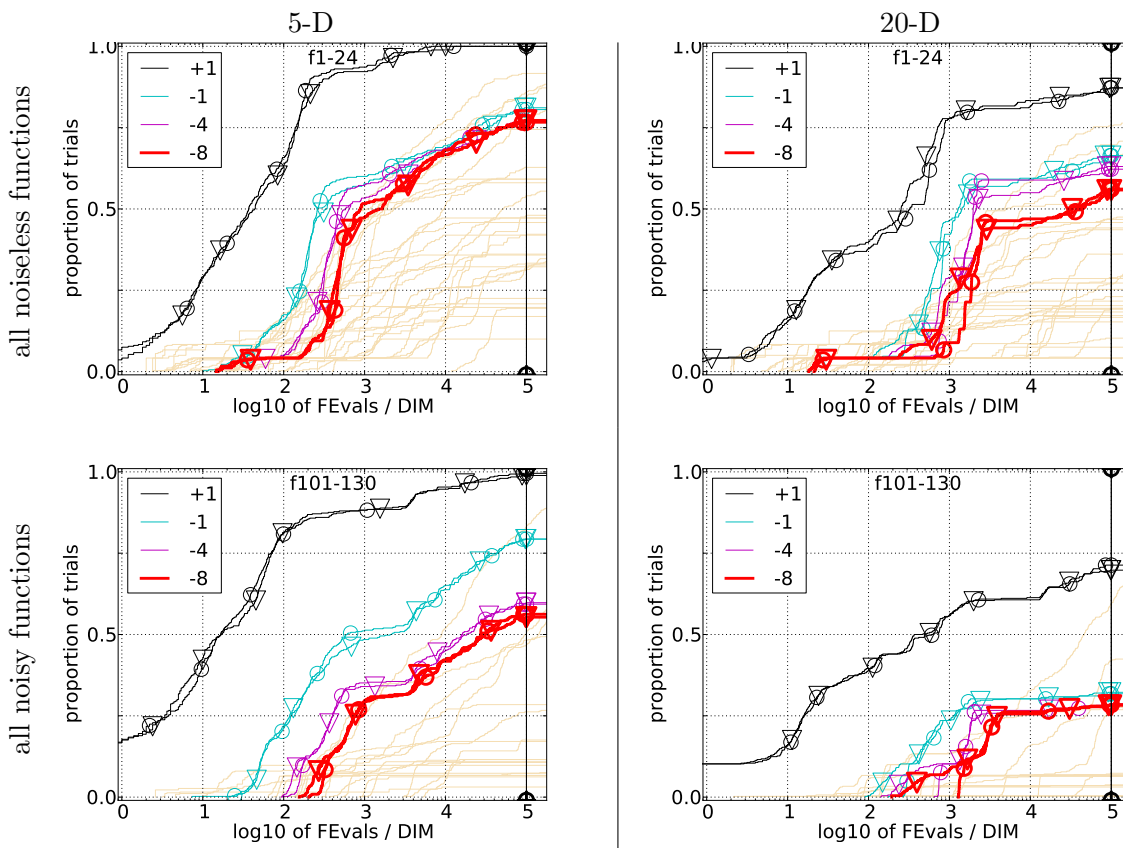 5-D
20-D
all noiseless functions
proportion of trials
1.0
0.5
0.0
f1-24
+1
-1
-4
-8
0 1 2 3 4 5
log10 of FEvals / DIM
proportion of trials
1.0
0.5
0.0
f1-24
+1
-1
-4
-8
0 1 2 3 4 5
log10 of FEvals / DIM
all noisy functions
proportion of trials
1.0
0.5
0.0
f101-130
+1
-1
-4
-8
0 1 2 3 4 5
log10 of FEvals / DIM
proportion of trials
1.0
0.5
0.0
f101-130
+1
-1
-4
-8
0 1 2 3 4 5
log10 of FEvals / DIM